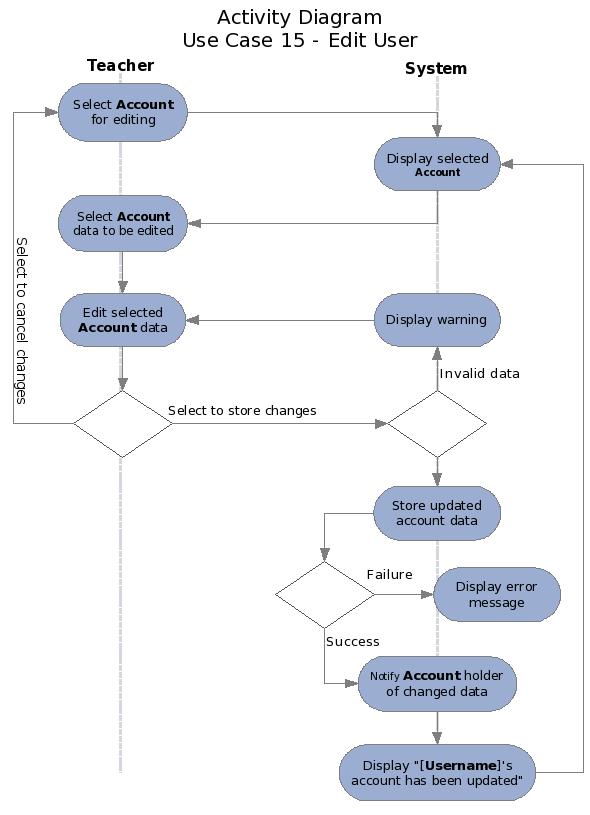 Activity Diagram
Use Case 15 - Edit User
Teacher
System
Select Account
for editing
Display selected
Account
Select Account
data to be edited
Edit selected
Account data
Display warning
Select to cancel changes
Invalid data
Select to store changes
Store updated
account data
Failure
Display error
message
Success
Notify Account holder
of changed data
Display "[Username]'s
account has been updated"